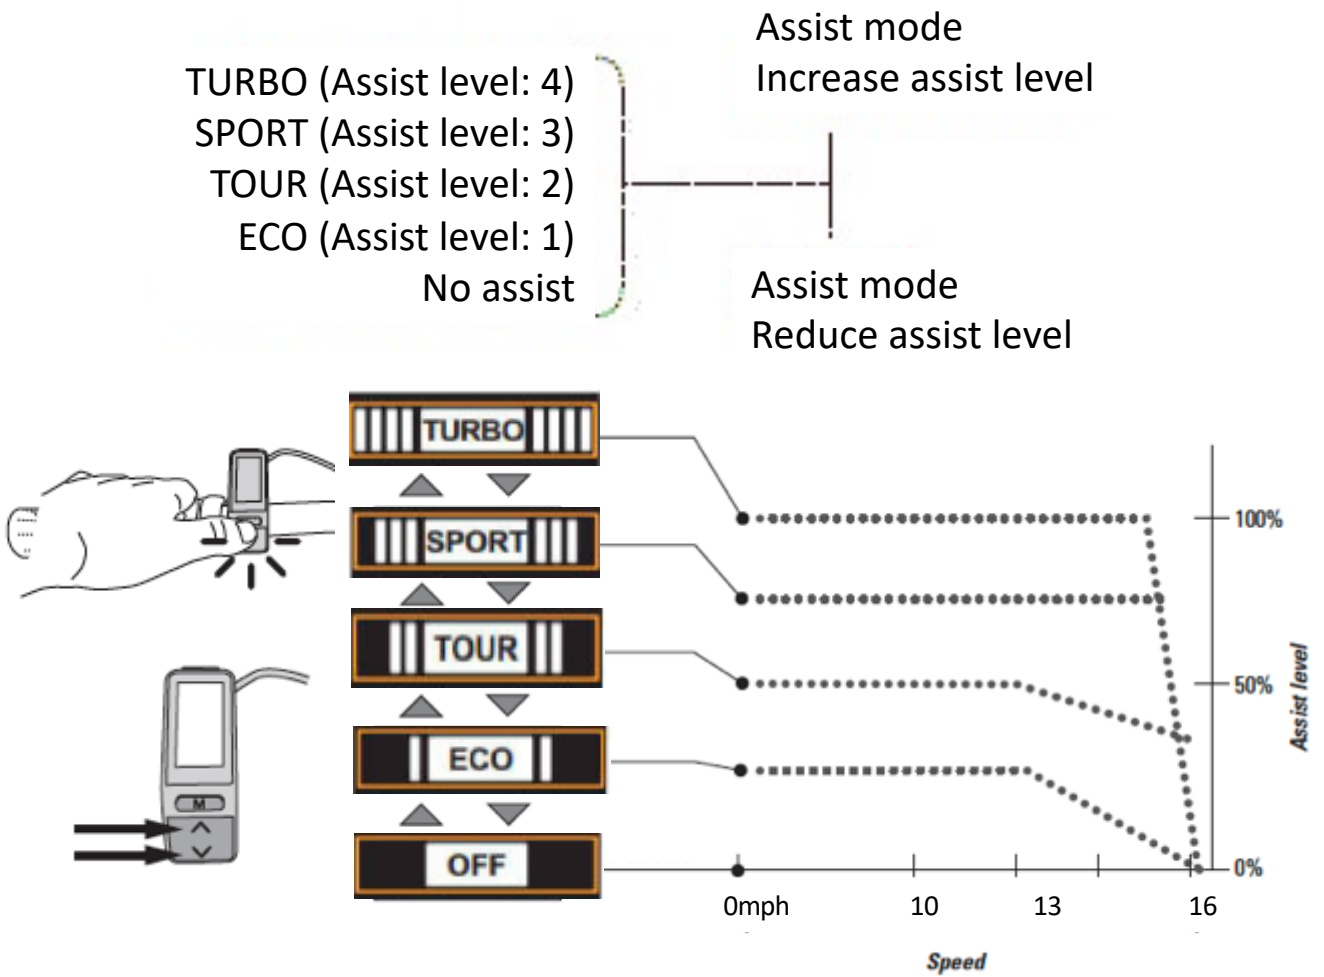 Assist mode
Increase assist level
TURBO (Assist level: 4)
SPORT (Assist level: 3)
TOUR (Assist level: 2)
ECO (Assist level: 1)
No assist
Assist mode
Reduce assist level
TURBO
SPORT
TOUR
ECO
OFF
M
100%
50%
0%
Assist level
0mph 10 13 16
Speed